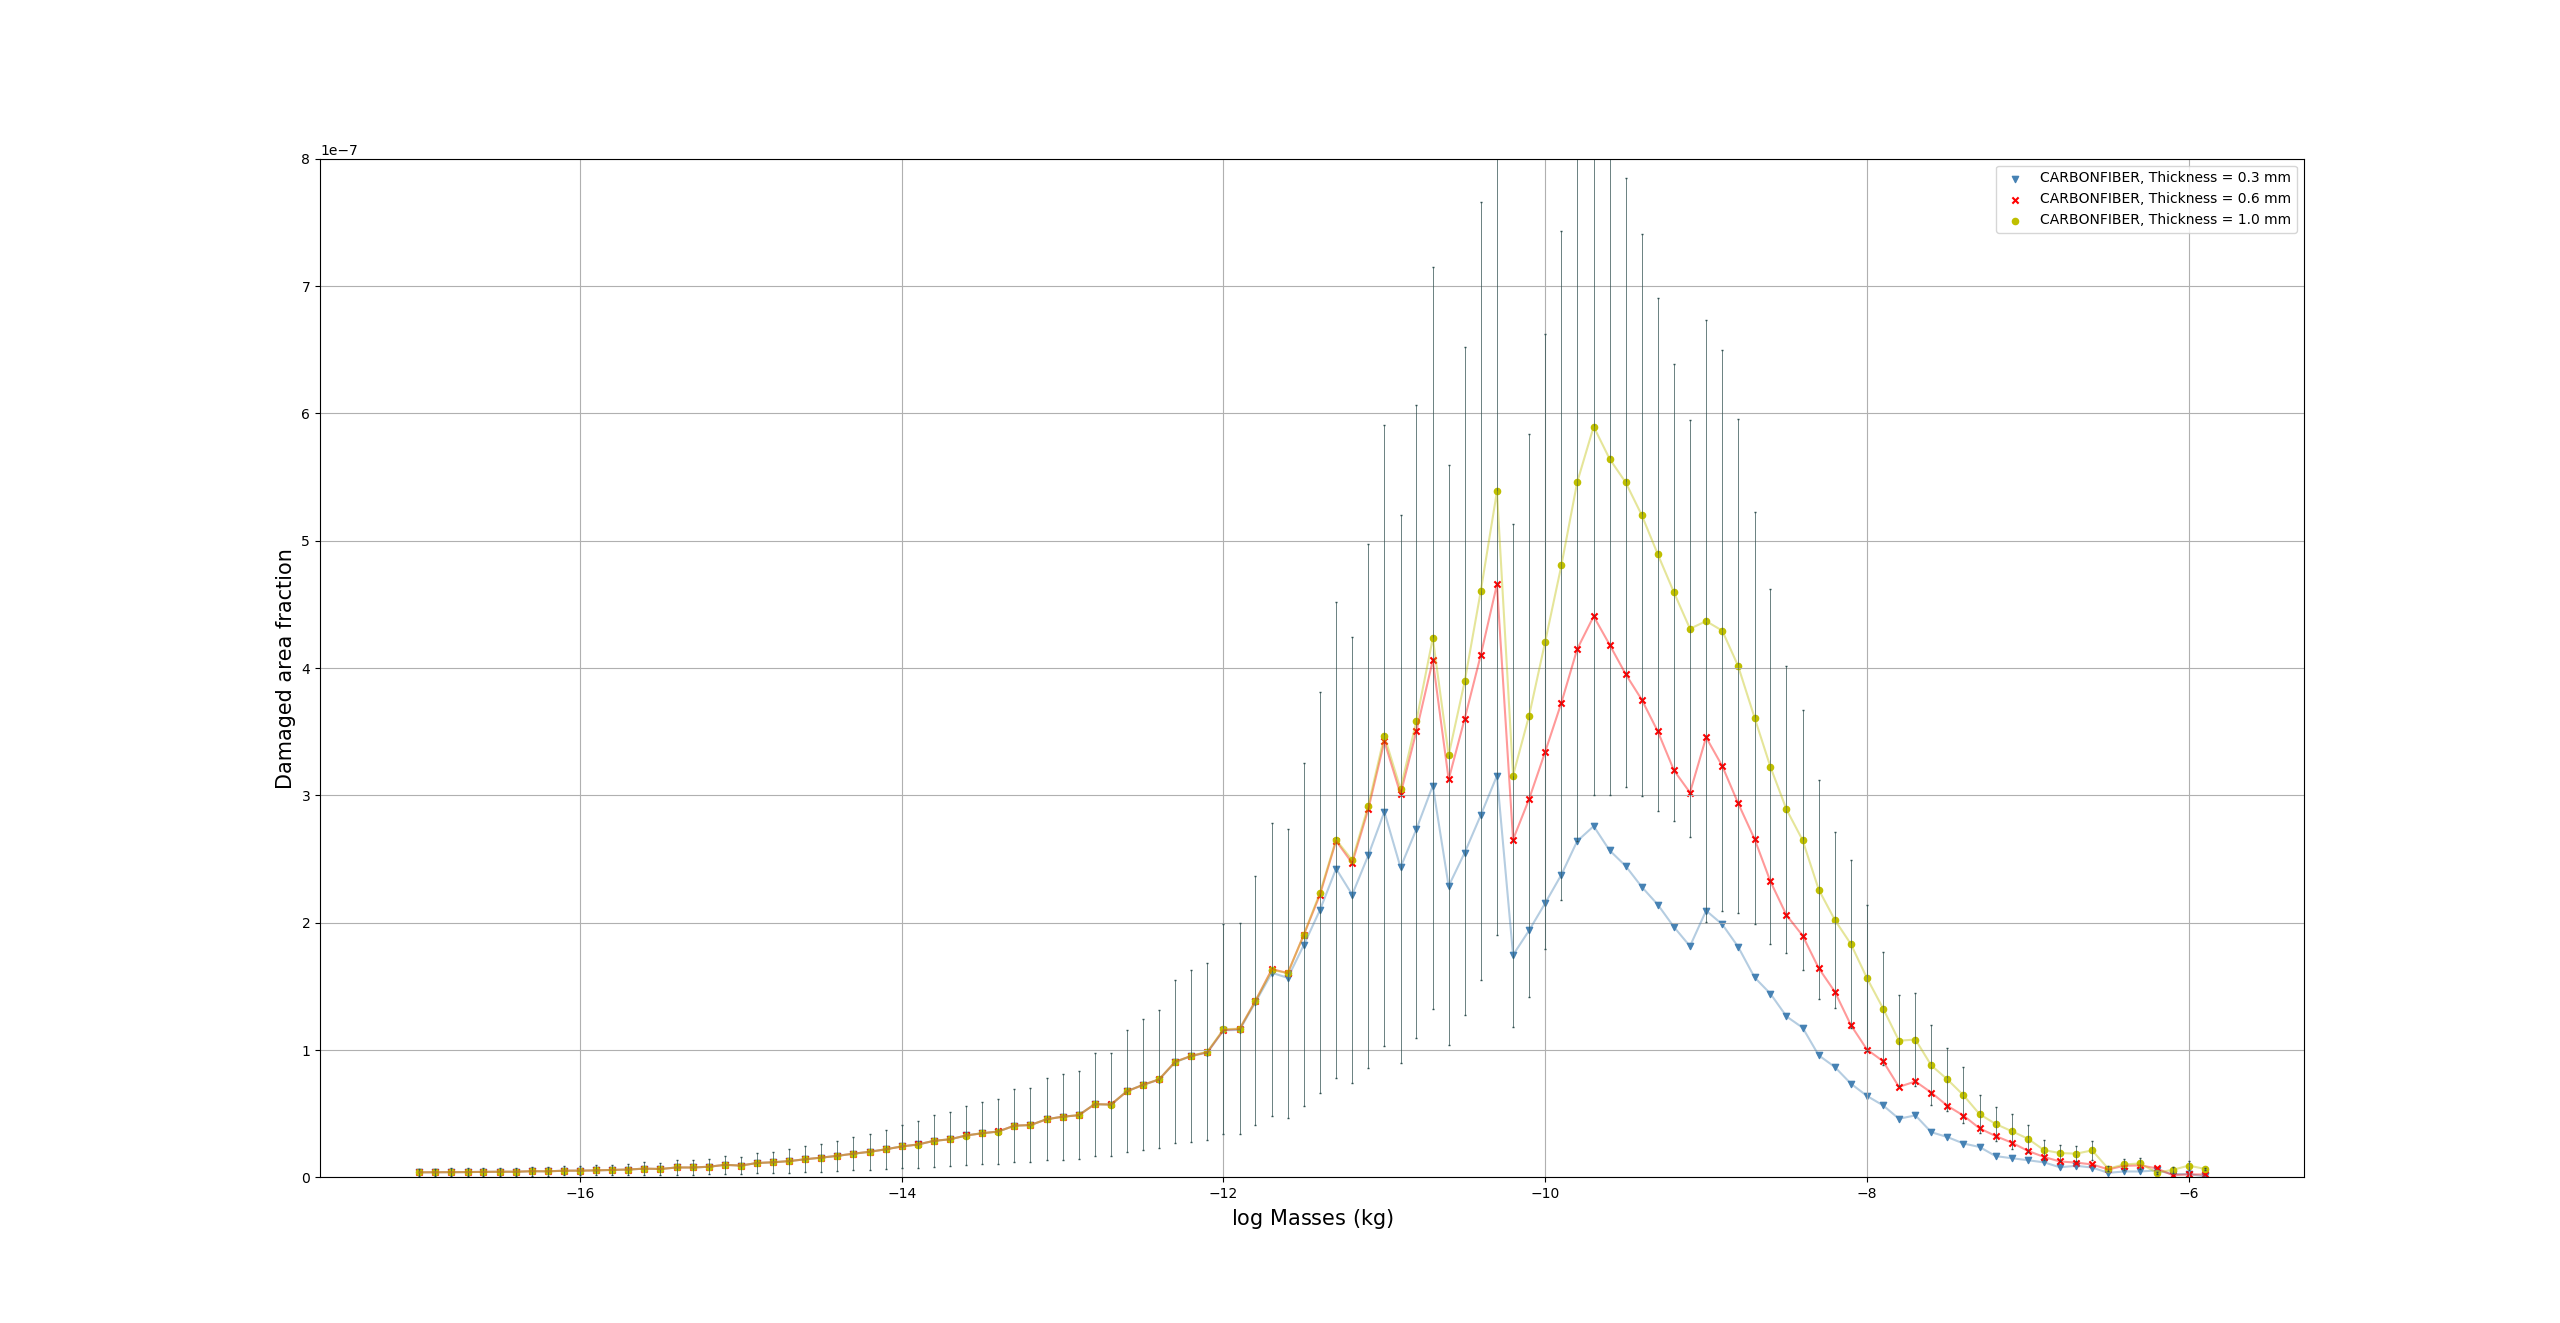 1e−7
8
7
6
5
4
3
2
1
0
Damaged area fraction
CARBONFIBER, Thickness = 0.3 mm
CARBONFIBER, Thickness = 0.6 mm
CARBONFIBER, Thickness = 1.0 mm
−16 −14 −12 −10 −8 −6
log Masses (kg)